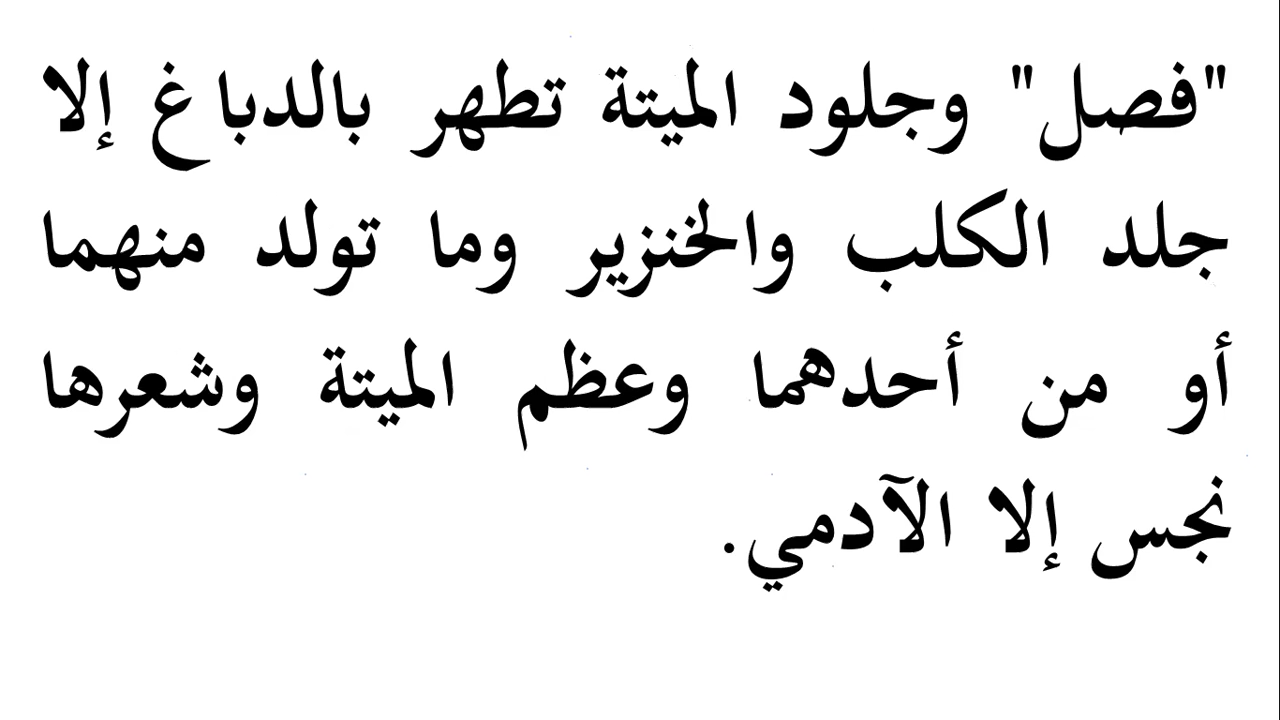 "فصل" وجلود الميتة تطهر بالدباغ إلا
جلد الكلب والخنزير وما تولد منهما
أو من أحدهما وعظم الميتة وشعرها
نجس إلا الآدمي.